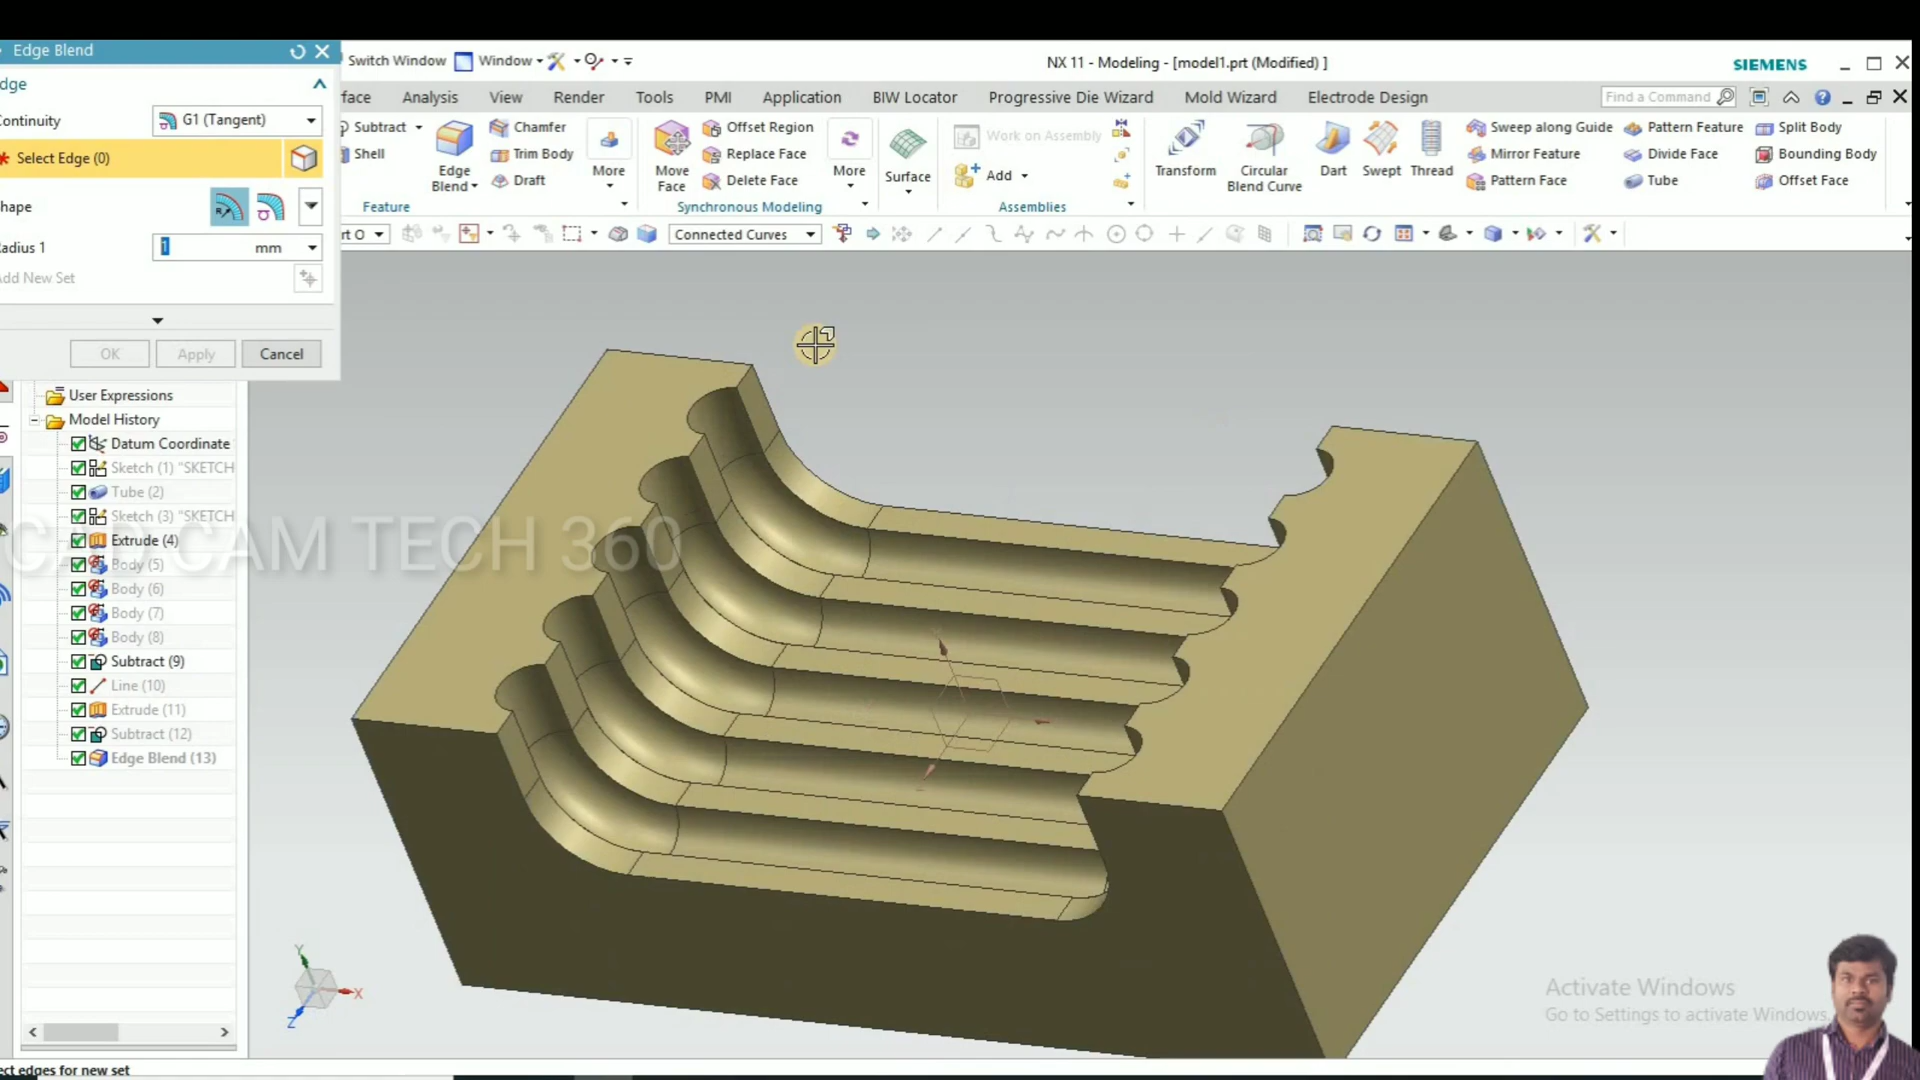 Edge Blend
Switch Window Window
NX 11 - Modeling - [model1.prt (Modified) ]
SIEMENS
dge
face Analysis View Render Tools PMI Application BIW Locator Progressive Die Wizard Mold Wizard Electrode Design
Find a Command
Continuity G1 (Tangent)
Select Edge (0)
hape
Radius 1 1 mm
Add New Set
OK Apply Cancel
Subtract Chamfer Offset Region Work on Assembly Sweep along Guide Pattern Feature Split Body
Shell Trim Body Replace Face Mirror Feature Divide Face Bounding Body
Edge Blend Draft More Move Face Delete Face More Surface Add Transform Circular Blend Curve Dart Swept Thread Pattern Face Tube Offset Face
Feature Synchronous Modeling Assemblies
rt O Connected Curves
User Expressions
Model History
Datum Coordinate
Sketch (1) "SKETCH
Tube (2)
Sketch (3) "SKETCH
Extrude (4)
Body (5)
Body (6)
Body (7)
Body (8)
Subtract (9)
Line (10)
Extrude (11)
Subtract (12)
Edge Blend (13)
CAD CAM TECH 360
Y
X
Z
Activate Windows
Go to Settings to activate Windows.
ect edges for new set